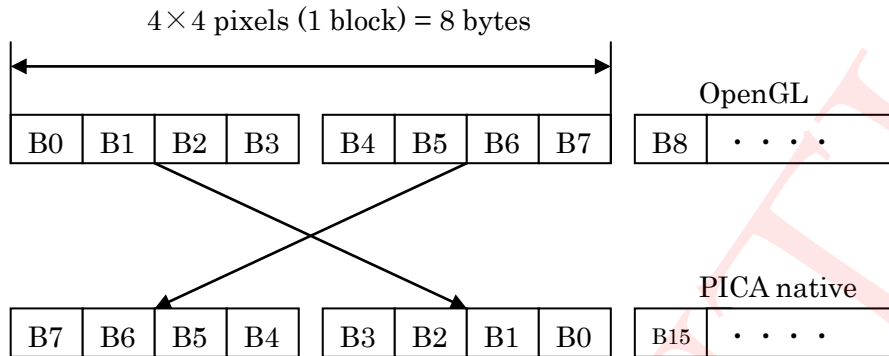 4×4 pixels (1 block) = 8 bytes
OpenGL
B0 B1 B2 B3 B4 B5 B6 B7 B8 ・・・・
PICA native
B7 B6 B5 B4 B3 B2 B1 B0 B15 ・・・・